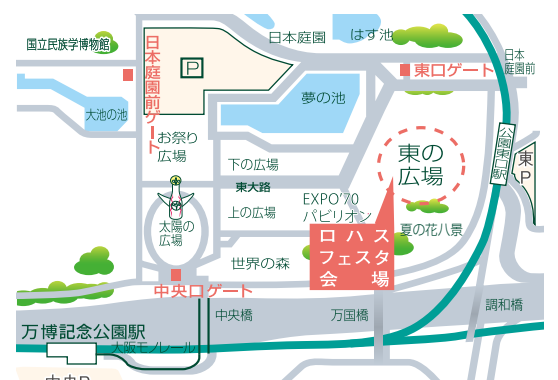 日本庭園
はす池
国立民族学博物館
日本庭園前ゲート
P
日本
庭園前
東口ゲート
夢の池
大池の池
お祭り
広場
公園東口駅
東の
広場
東
P
下の広場
東大路
上の広場
EXPO'70
パビリオン
太陽の
広場
ロハス
フェスタ
会場
夏の花八景
世界の森
中央口ゲート
中央橋
万国橋
調和橋
万博記念公園駅
大阪モノレール
中央P